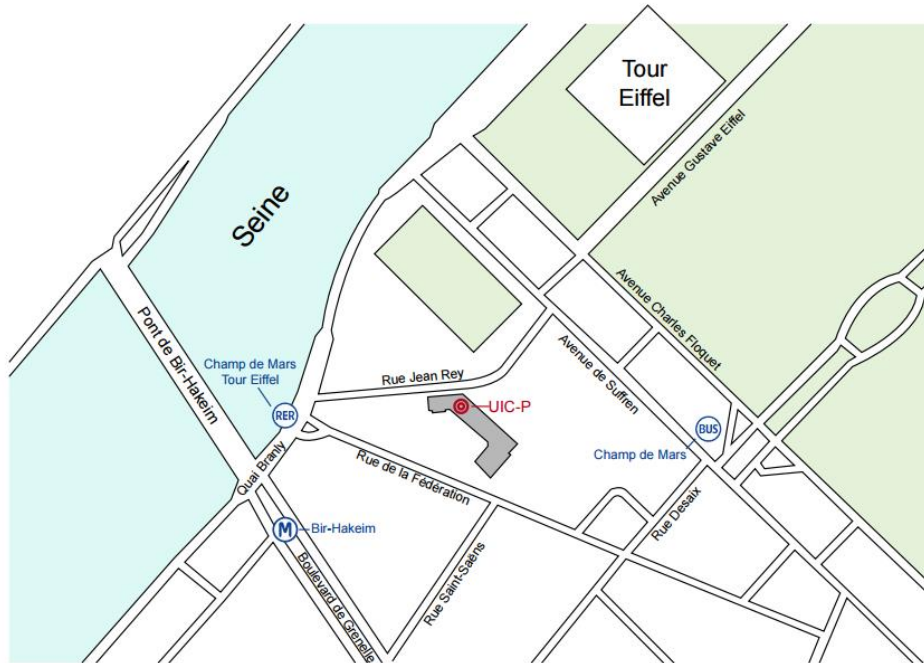 Tour
Eiffel
Avenue Gustave Eiffel
Seine
Avenue Charles Floquet
Pont de Bir-Hakeim
Champ de Mars
Tour Eiffel
RER
Rue Jean Rey
Avenue de Suffren
UIC-P
BUS
Champ de Mars
Quai Branly
Rue de la Fédération
Rue Desaix
M
Bir-Hakeim
Boulevard de Grenelle
Rue Saint-Saëns